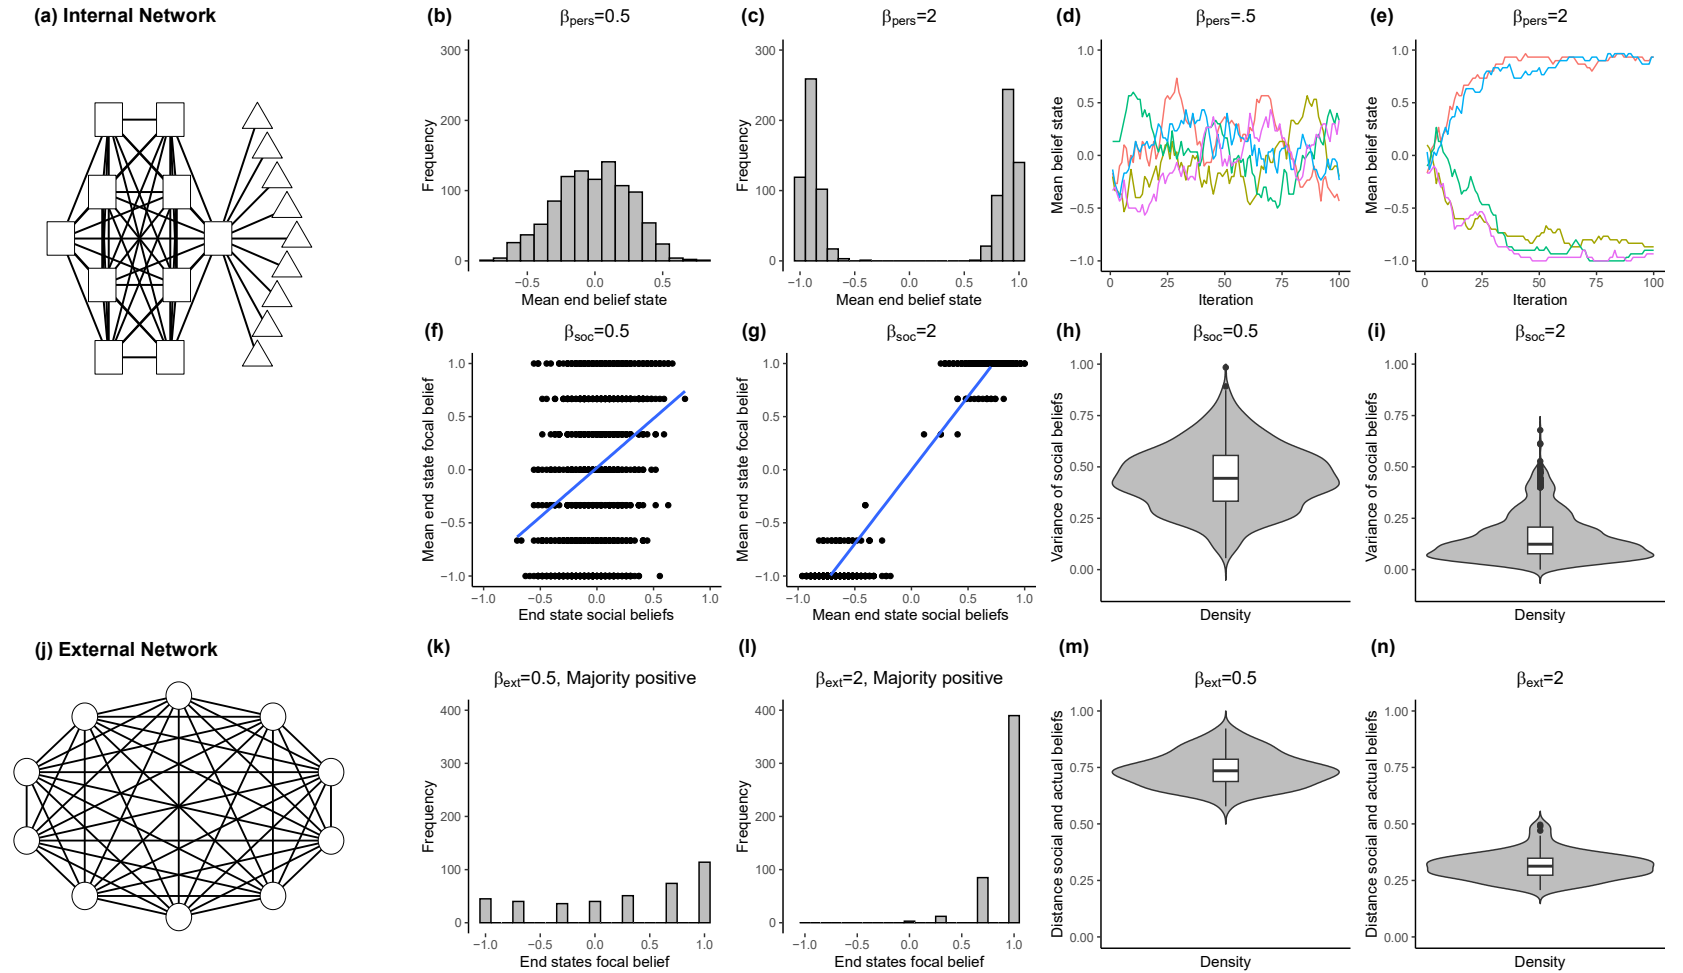 (a) Internal Network
(b) βpers=0.5
300
200
100
0
Frequency
−0.5 0.0 0.5
Mean end belief state
(c) βpers=2
300
200
100
0
Frequency
−1.0 −0.5 0.0 0.5 1.0
Mean end belief state
(d) βpers=.5
1.0
0.5
0.0
−0.5
−1.0
Mean belief state
0 25 50 75 100
Iteration
(e) βpers=2
1.0
0.5
0.0
−0.5
−1.0
Mean belief state
0 25 50 75 100
Iteration
(f) βsoc=0.5
1.0
0.5
0.0
−0.5
−1.0
Mean end state focal belief
−1.0 −0.5 0.0 0.5 1.0
End state social beliefs
(g) βsoc=2
1.0
0.5
0.0
−0.5
−1.0
Mean end state focal belief
−1.0 −0.5 0.0 0.5 1.0
Mean end state social beliefs
(h) βsoc=0.5
1.00
0.75
0.50
0.25
0.00
Variance of social beliefs
Density
(i) βsoc=2
1.00
0.75
0.50
0.25
0.00
Variance of social beliefs
Density
(j) External Network
(k)
βext=0.5, Majority positive
400
300
200
100
0
Frequency
−1.0 −0.5 0.0 0.5 1.0
End states focal belief
(l)
βext=2, Majority positive
400
300
200
100
0
Frequency
−1.0 −0.5 0.0 0.5 1.0
End states focal belief
(m)
βext=0.5
1.00
0.75
0.50
0.25
0.00
Distance social and actual beliefs
Density
(n)
βext=2
1.00
0.75
0.50
0.25
0.00
Distance social and actual beliefs
Density